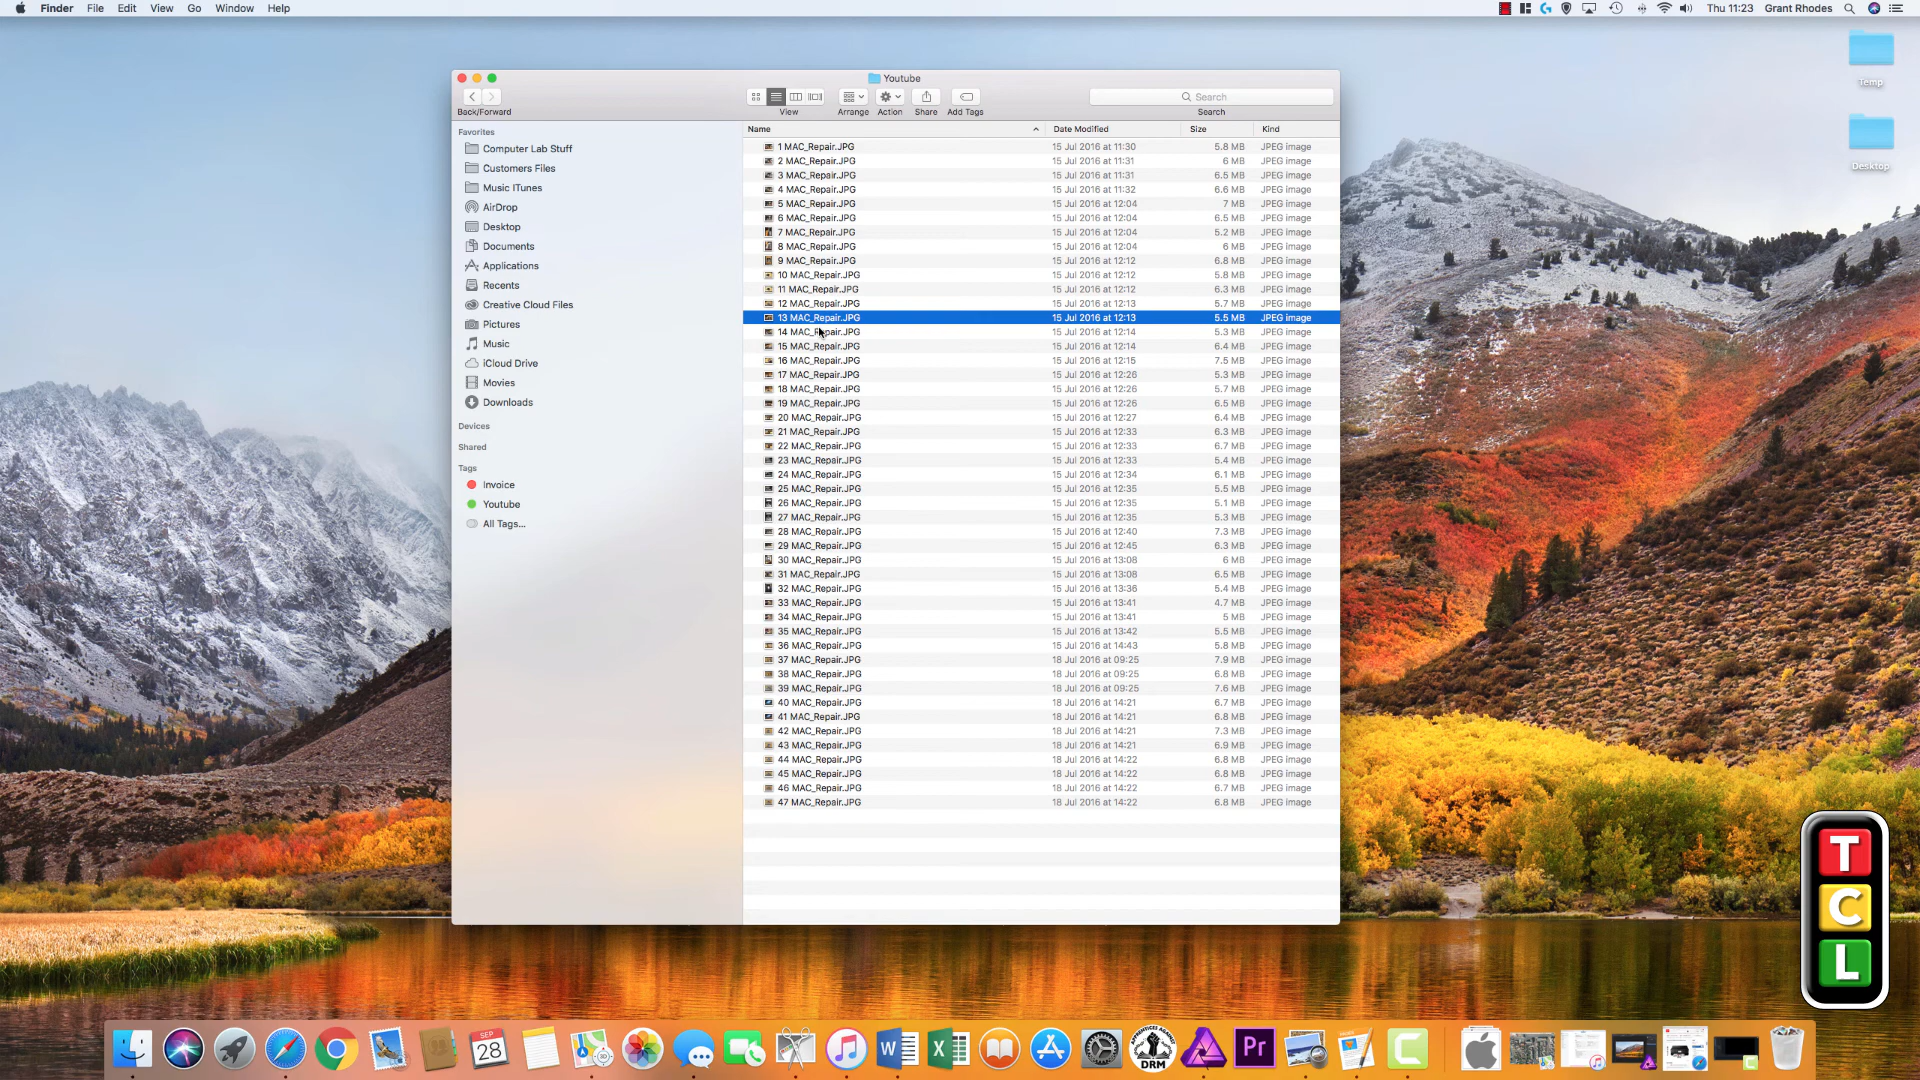 Finder File Edit View Go Window Help
Thu 11:23 Grant Rhodes
Temp
Desktop
Youtube
Search
Back/Forward View Arrange Action Share Add Tags Search
Favorites
Computer Lab Stuff
Customers Files
Music ITunes
AirDrop
Desktop
Documents
Applications
Recents
Creative Cloud Files
Pictures
Music
iCloud Drive
Movies
Downloads
Devices
Shared
Tags
Invoice
Youtube
All Tags...
Name Date Modified Size Kind
1 MAC_Repair.JPG 15 Jul 2016 at 11:30 5.8 MB JPEG image
2 MAC_Repair.JPG 15 Jul 2016 at 11:31 6 MB JPEG image
3 MAC_Repair.JPG 15 Jul 2016 at 11:31 6.5 MB JPEG image
4 MAC_Repair.JPG 15 Jul 2016 at 11:32 6.6 MB JPEG image
5 MAC_Repair.JPG 15 Jul 2016 at 12:04 7 MB JPEG image
6 MAC_Repair.JPG 15 Jul 2016 at 12:04 6.5 MB JPEG image
7 MAC_Repair.JPG 15 Jul 2016 at 12:04 5.2 MB JPEG image
8 MAC_Repair.JPG 15 Jul 2016 at 12:04 6 MB JPEG image
9 MAC_Repair.JPG 15 Jul 2016 at 12:12 6.8 MB JPEG image
10 MAC_Repair.JPG 15 Jul 2016 at 12:12 5.8 MB JPEG image
11 MAC_Repair.JPG 15 Jul 2016 at 12:12 6.3 MB JPEG image
12 MAC_Repair.JPG 15 Jul 2016 at 12:13 5.7 MB JPEG image
13 MAC_Repair.JPG 15 Jul 2016 at 12:13 5.5 MB JPEG image
14 MAC_Repair.JPG 15 Jul 2016 at 12:14 5.3 MB JPEG image
15 MAC_Repair.JPG 15 Jul 2016 at 12:14 6.4 MB JPEG image
16 MAC_Repair.JPG 15 Jul 2016 at 12:15 7.5 MB JPEG image
17 MAC_Repair.JPG 15 Jul 2016 at 12:26 5.3 MB JPEG image
18 MAC_Repair.JPG 15 Jul 2016 at 12:26 5.7 MB JPEG image
19 MAC_Repair.JPG 15 Jul 2016 at 12:26 6.5 MB JPEG image
20 MAC_Repair.JPG 15 Jul 2016 at 12:27 6.4 MB JPEG image
21 MAC_Repair.JPG 15 Jul 2016 at 12:33 6.3 MB JPEG image
22 MAC_Repair.JPG 15 Jul 2016 at 12:33 6.7 MB JPEG image
23 MAC_Repair.JPG 15 Jul 2016 at 12:33 5.4 MB JPEG image
24 MAC_Repair.JPG 15 Jul 2016 at 12:34 6.1 MB JPEG image
25 MAC_Repair.JPG 15 Jul 2016 at 12:35 5.5 MB JPEG image
26 MAC_Repair.JPG 15 Jul 2016 at 12:35 5.1 MB JPEG image
27 MAC_Repair.JPG 15 Jul 2016 at 12:35 5.3 MB JPEG image
28 MAC_Repair.JPG 15 Jul 2016 at 12:40 7.3 MB JPEG image
29 MAC_Repair.JPG 15 Jul 2016 at 12:45 6.3 MB JPEG image
30 MAC_Repair.JPG 15 Jul 2016 at 13:08 6 MB JPEG image
31 MAC_Repair.JPG 15 Jul 2016 at 13:08 6.5 MB JPEG image
32 MAC_Repair.JPG 15 Jul 2016 at 13:36 5.4 MB JPEG image
33 MAC_Repair.JPG 15 Jul 2016 at 13:41 4.7 MB JPEG image
34 MAC_Repair.JPG 15 Jul 2016 at 13:41 5 MB JPEG image
35 MAC_Repair.JPG 15 Jul 2016 at 13:42 5.5 MB JPEG image
36 MAC_Repair.JPG 15 Jul 2016 at 14:43 5.8 MB JPEG image
37 MAC_Repair.JPG 18 Jul 2016 at 09:25 7.9 MB JPEG image
38 MAC_Repair.JPG 18 Jul 2016 at 09:25 6.8 MB JPEG image
39 MAC_Repair.JPG 18 Jul 2016 at 09:25 7.6 MB JPEG image
40 MAC_Repair.JPG 18 Jul 2016 at 14:21 6.7 MB JPEG image
41 MAC_Repair.JPG 18 Jul 2016 at 14:21 6.8 MB JPEG image
42 MAC_Repair.JPG 18 Jul 2016 at 14:21 7.3 MB JPEG image
43 MAC_Repair.JPG 18 Jul 2016 at 14:21 6.9 MB JPEG image
44 MAC_Repair.JPG 18 Jul 2016 at 14:22 6.8 MB JPEG image
45 MAC_Repair.JPG 18 Jul 2016 at 14:22 6.8 MB JPEG image
46 MAC_Repair.JPG 18 Jul 2016 at 14:22 6.7 MB JPEG image
47 MAC_Repair.JPG 18 Jul 2016 at 14:22 6.8 MB JPEG image
T
C
L
SEP
28
W
X
DRM
Pr
C